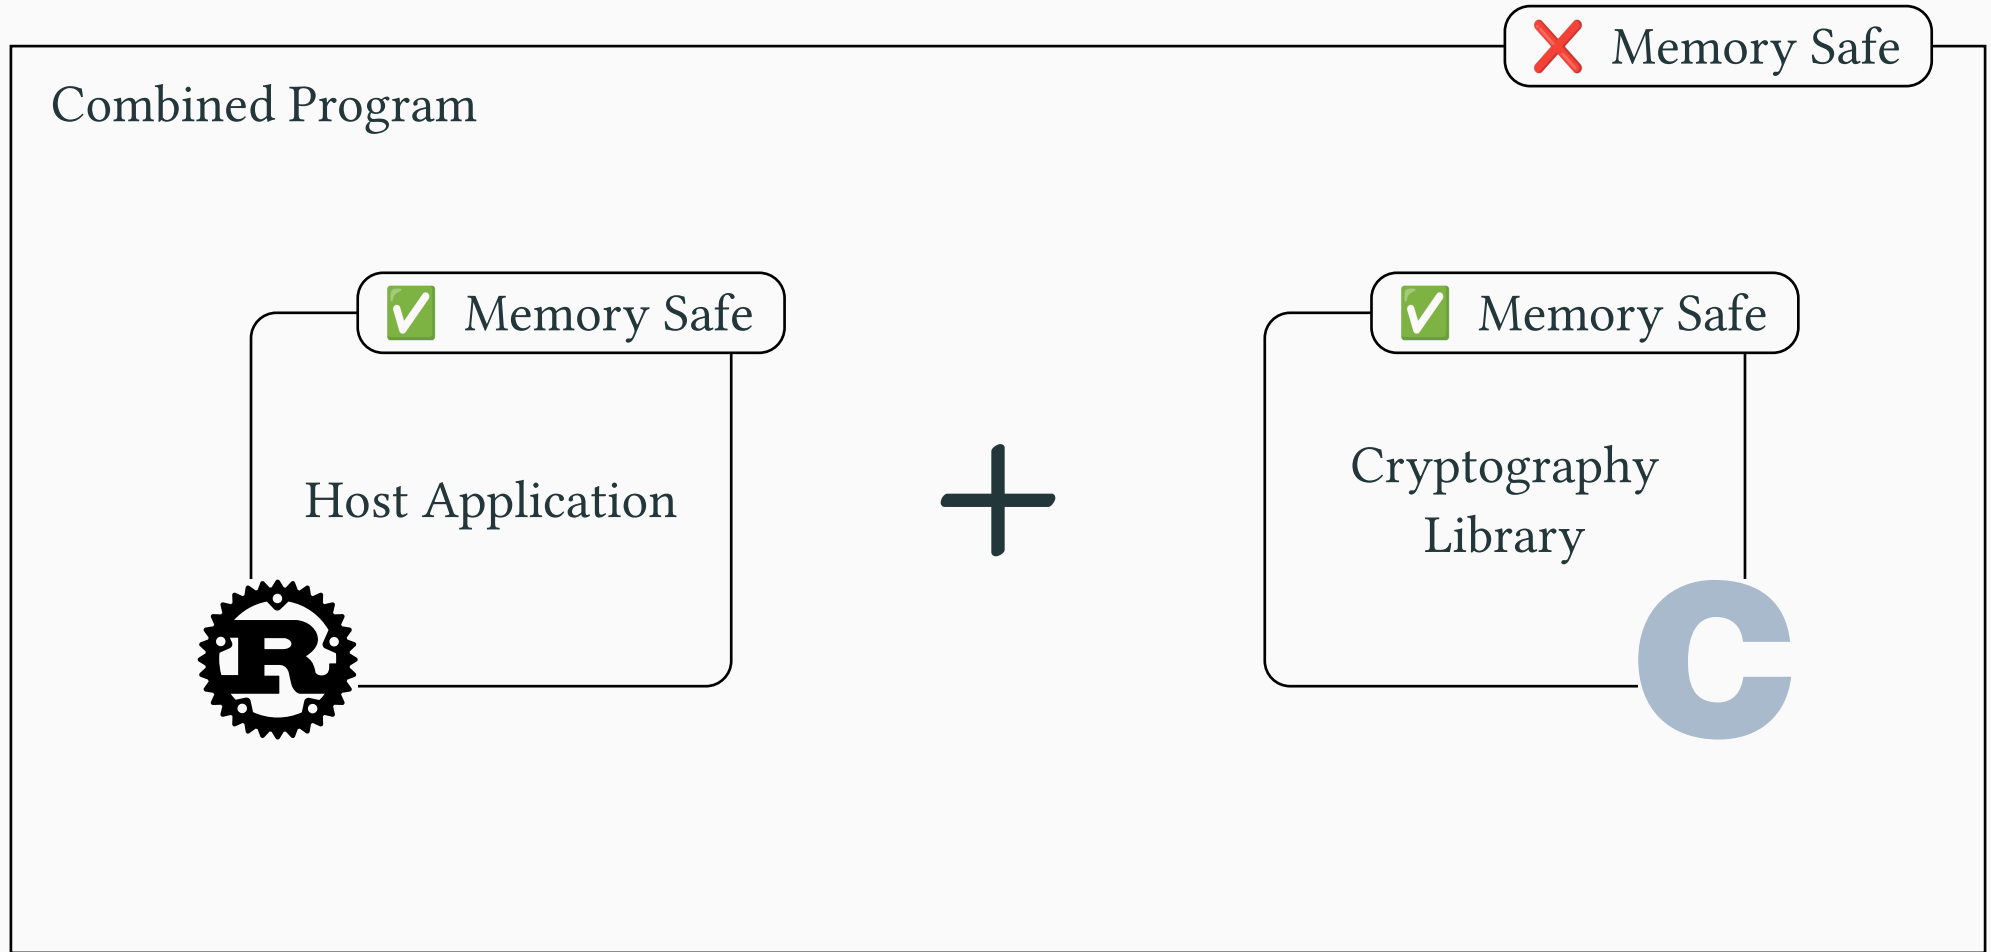 ❌ Memory Safe
Combined Program
✅ Memory Safe
✅ Memory Safe
Host Application
+
Cryptography
Library
R
C